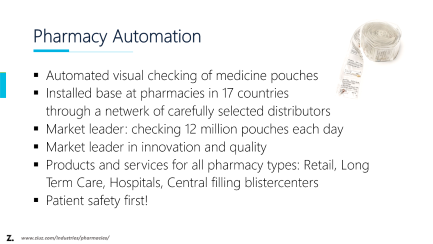 Pharmacy Automation
▪ Automated visual checking of medicine pouches
▪ Installed base at pharmacies in 17 countries
through a netwerk of carefully selected distributors
▪ Market leader: checking 12 million pouches each day
▪ Market leader in innovation and quality
▪ Products and services for all pharmacy types: Retail, Long
Term Care, Hospitals, Central filling blistercenters
▪ Patient safety first!
Z. www.zius.com/industries/pharmacies/